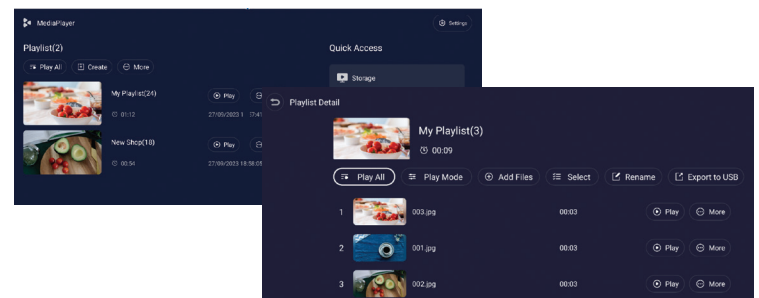 MediaPlayer
Settings
Playlist(2)
Quick Access
Play All
Create
More
Storage
My Playlist(24)
Play
01:12
27/09/2023 1 17:41
New Shop(18)
Play
00:54
27/09/2023 18:58:05
Playlist Detail
My Playlist(3)
00:09
Play All
Play Mode
Add Files
Select
Rename
Export to USB
1 003.jpg 00:03 Play More
2 001.jpg 00:03 Play More
3 002.jpg 00:03 Play More